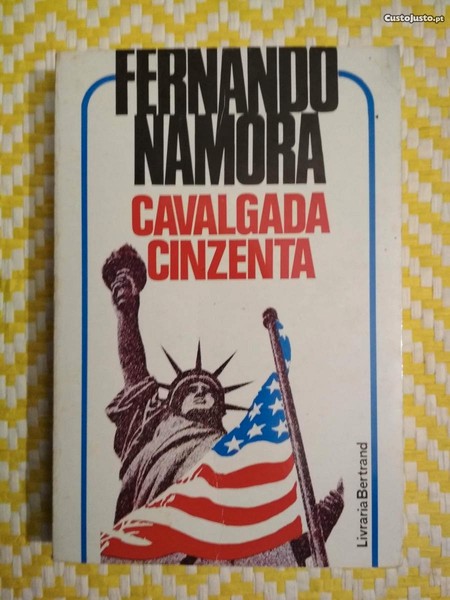 CustoJusto.pt
FERNANDO
NAMORA
CAVALGADA
CINZENTA
Livraria Bertrand